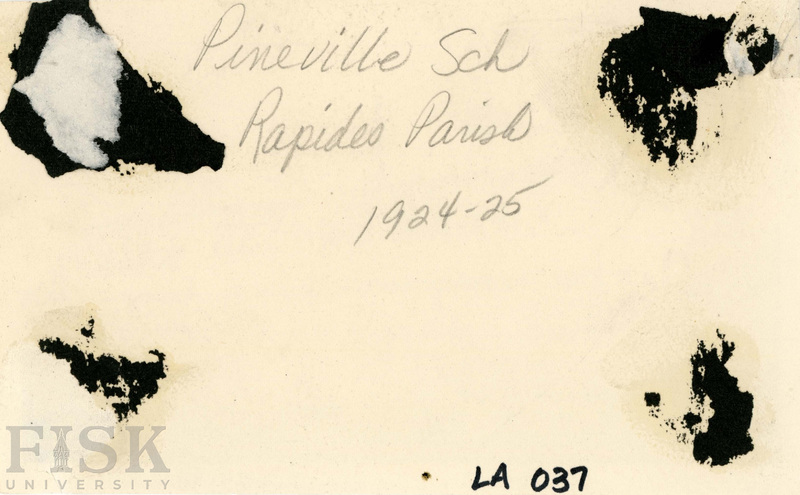 Pineville Sch
Rapides Parish
1924-25
LA 037
FISK
UNIVERSITY